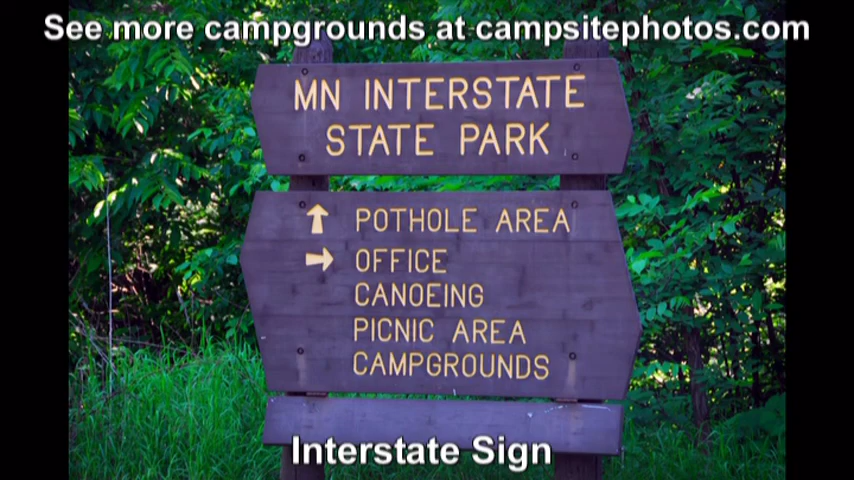 See more campgrounds at campsitephotos.com
MN INTERSTATE
STATE PARK
POTHOLE AREA
OFFICE
CANOEING
PICNIC AREA
CAMPGROUNDS
Interstate Sign